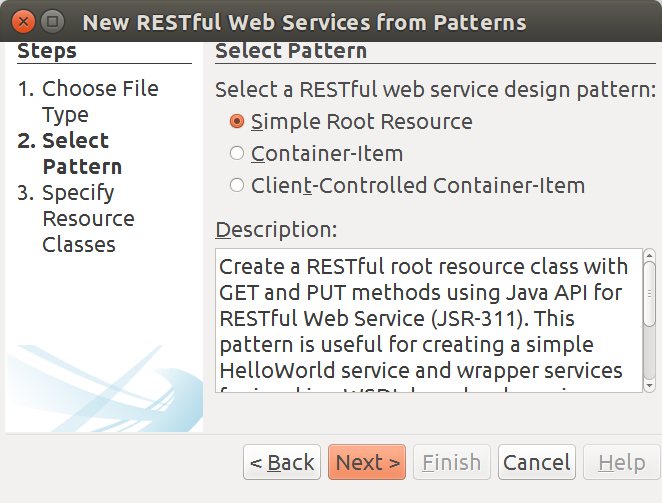 New RESTful Web Services from Patterns
Steps
1. Choose File
Type
2. Select
Pattern
3. Specify
Resource
Classes
Select Pattern
Select a RESTful web service design pattern:
Simple Root Resource
Container-Item
Client-Controlled Container-Item
Description:
Create a RESTful root resource class with
GET and PUT methods using Java API for
RESTful Web Service (JSR-311). This
pattern is useful for creating a simple
HelloWorld service and wrapper services
< Back
Next >
Finish
Cancel
Help